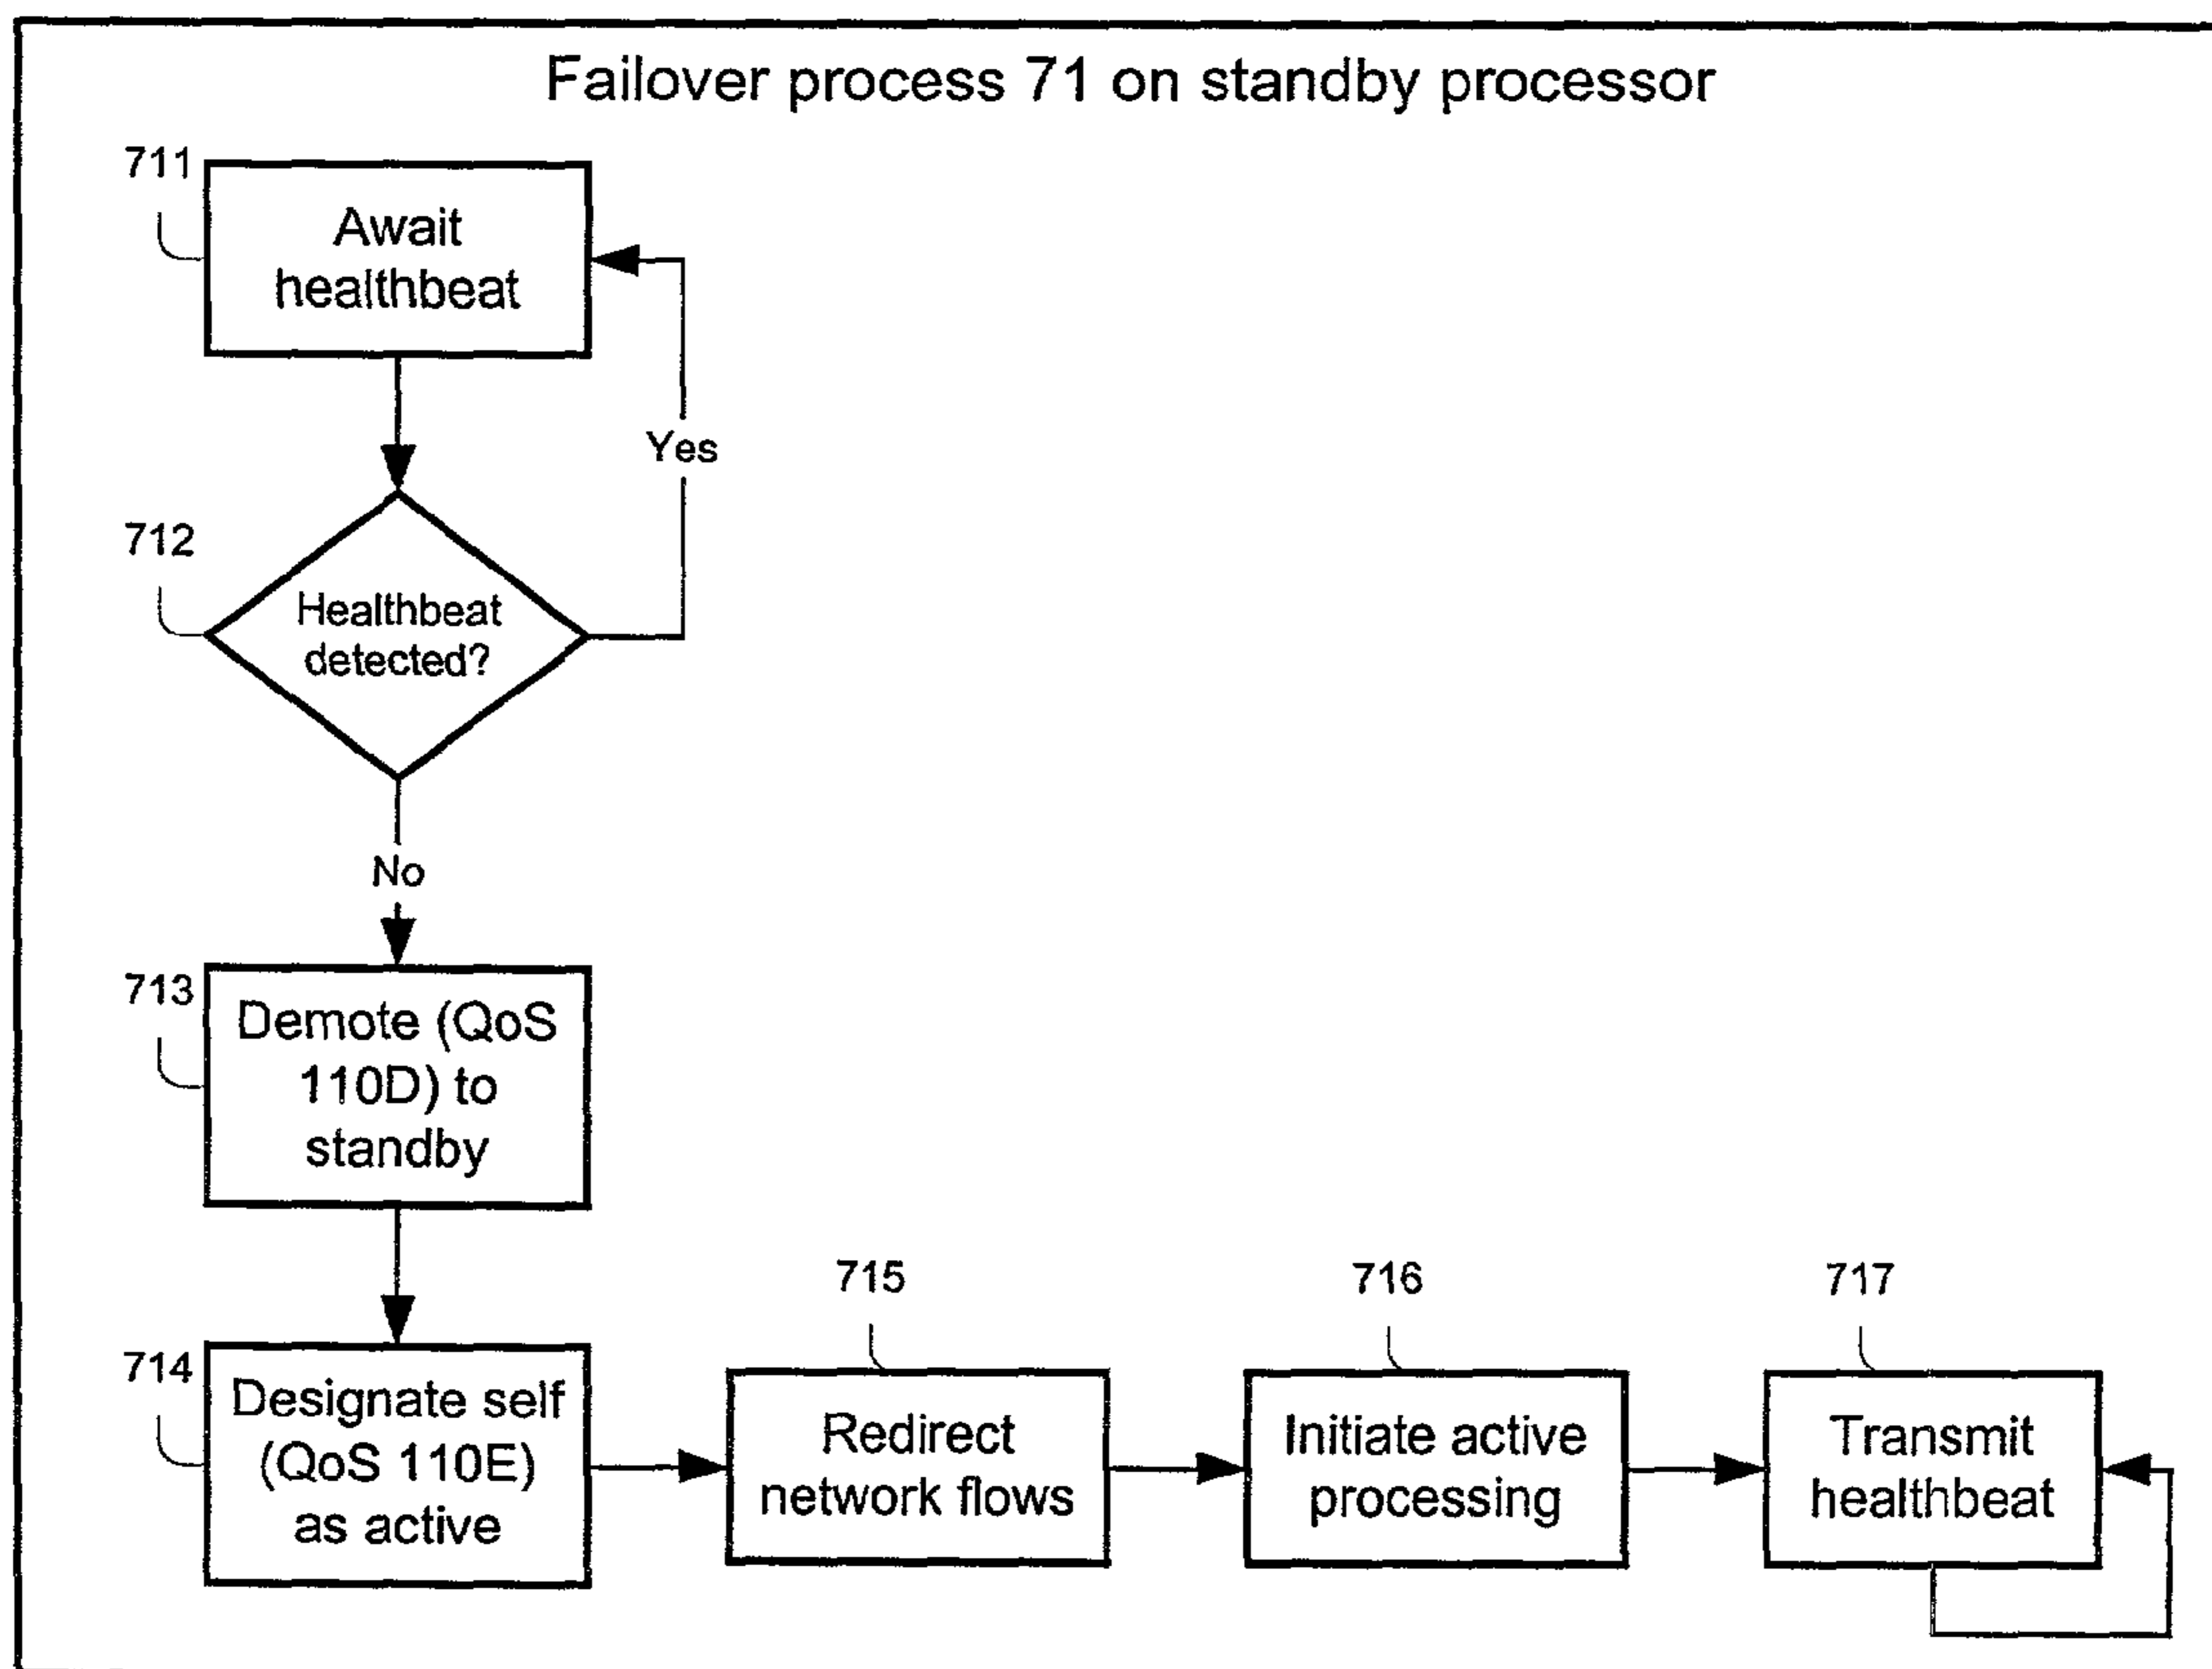 Failover process 71 on standby processor
711
Await
healthbeat
Yes
712
Healthbeat
detected?
No
713
Demote (QoS
110D) to
standby
714
Designate self
(QoS 110E)
as active
715
Redirect
network flows
716
Initiate active
processing
717
Transmit
healthbeat